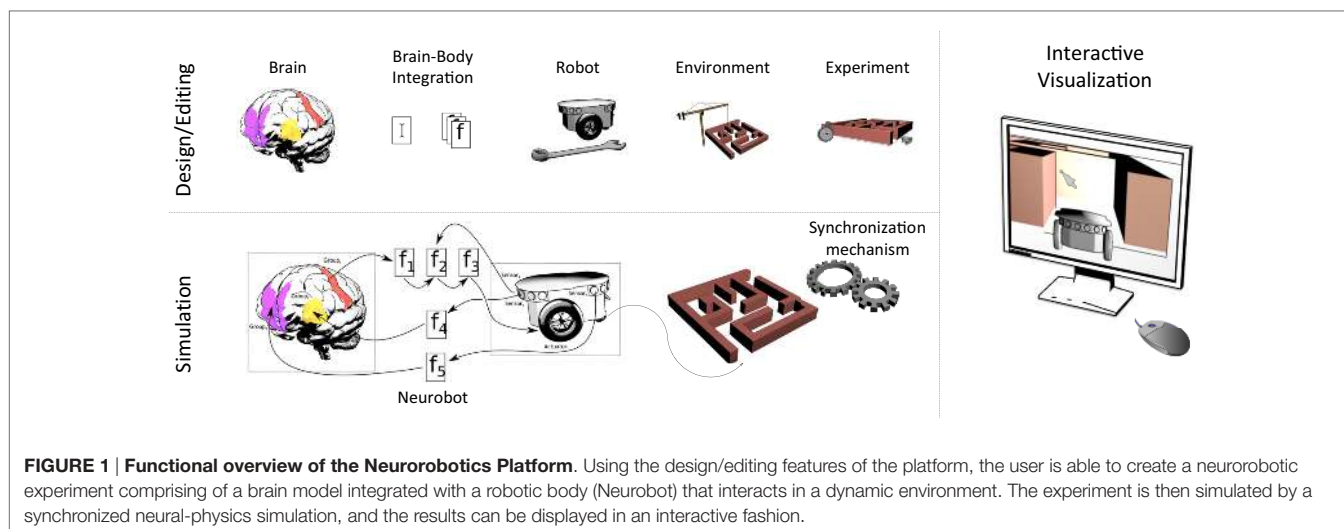 Design/Editing
Brain
Brain-Body
Integration
Robot
Environment
Experiment
Interactive
Visualization
I
f
Simulation
Synchronization
mechanism
f1
f2
f3
f4
f5
Neurobot
FIGURE 1 | Functional overview of the Neurorobotics Platform. Using the design/editing features of the platform, the user is able to create a neurorobotic
experiment comprising of a brain model integrated with a robotic body (Neurobot) that interacts in a dynamic environment. The experiment is then simulated by a
synchronized neural-physics simulation, and the results can be displayed in an interactive fashion.